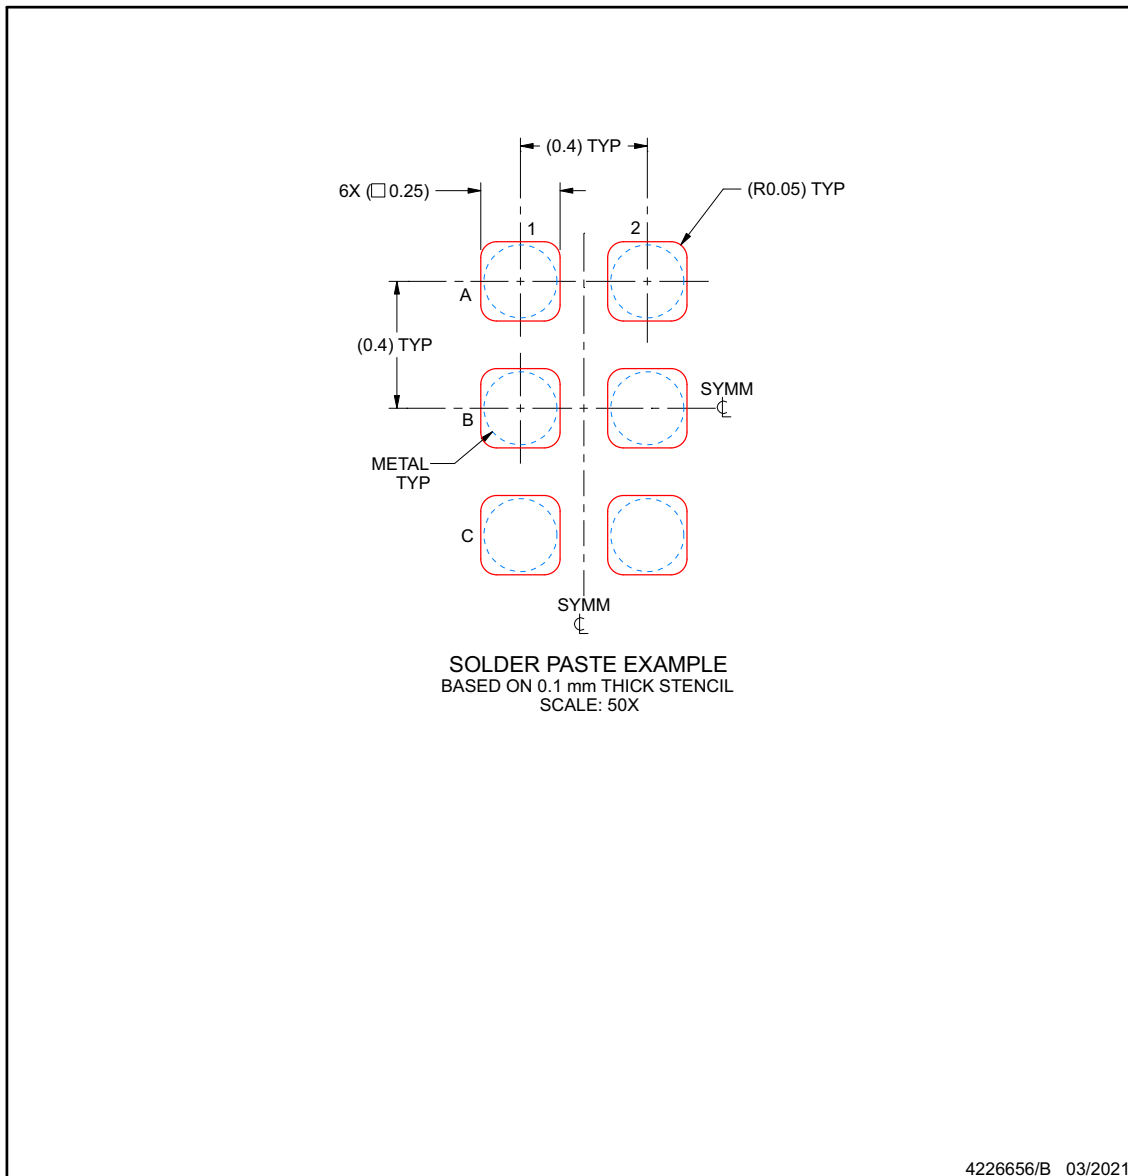 (0.4) TYP
6X (□ 0.25)
(R0.05) TYP
1
2
A
(0.4) TYP
SYMM
℄
B
METAL
TYP
C
SYMM
℄
SOLDER PASTE EXAMPLE
BASED ON 0.1 mm THICK STENCIL
SCALE: 50X
4226656/B 03/2021